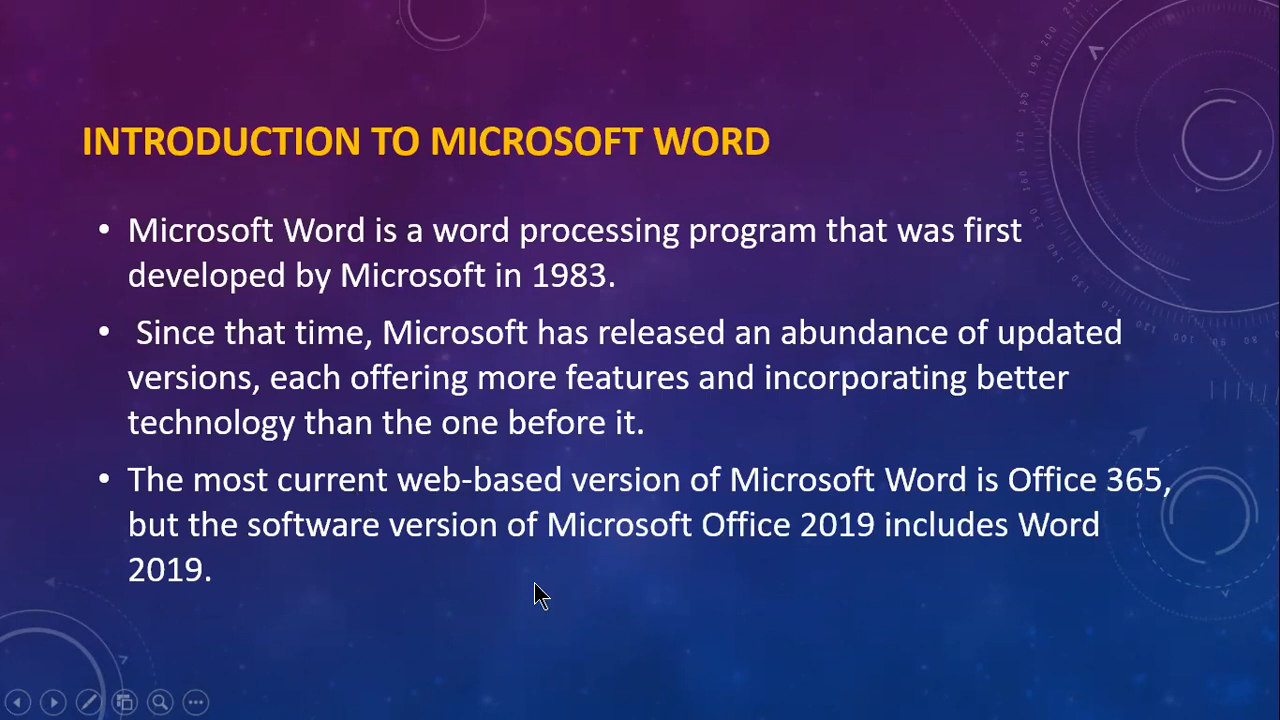 INTRODUCTION TO MICROSOFT WORD
• Microsoft Word is a word processing program that was first
developed by Microsoft in 1983.
• Since that time, Microsoft has released an abundance of updated
versions, each offering more features and incorporating better
technology than the one before it.
• The most current web-based version of Microsoft Word is Office 365,
but the software version of Microsoft Office 2019 includes Word
2019.